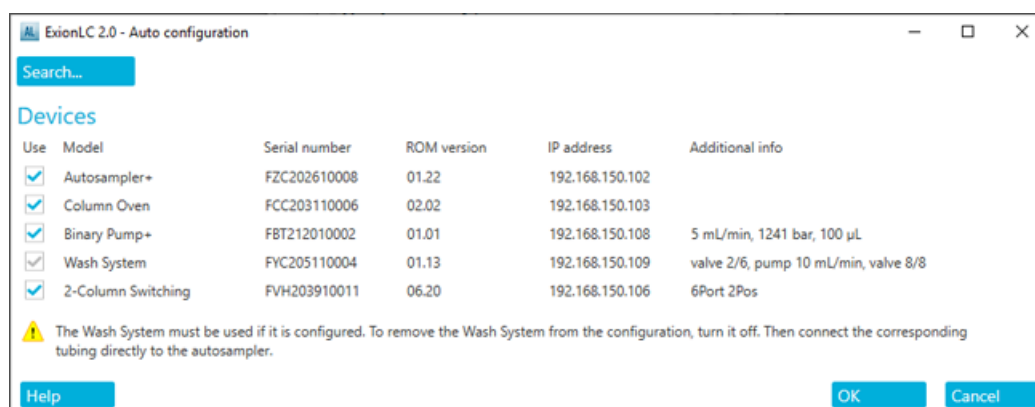 AL ExionLC 2.0 - Auto configuration
Search...
Devices
Use Model Serial number ROM version IP address Additional info
Autosampler+ FZC202610008 01.22 192.168.150.102
Column Oven FCC203110006 02.02 192.168.150.103
Binary Pump+ FBT212010002 01.01 192.168.150.108 5 mL/min, 1241 bar, 100 µL
Wash System FYC205110004 01.13 192.168.150.109 valve 2/6, pump 10 mL/min, valve 8/8
2-Column Switching FVH203910011 06.20 192.168.150.106 6Port 2Pos
The Wash System must be used if it is configured. To remove the Wash System from the configuration, turn it off. Then connect the corresponding
tubing directly to the autosampler.
Help OK Cancel